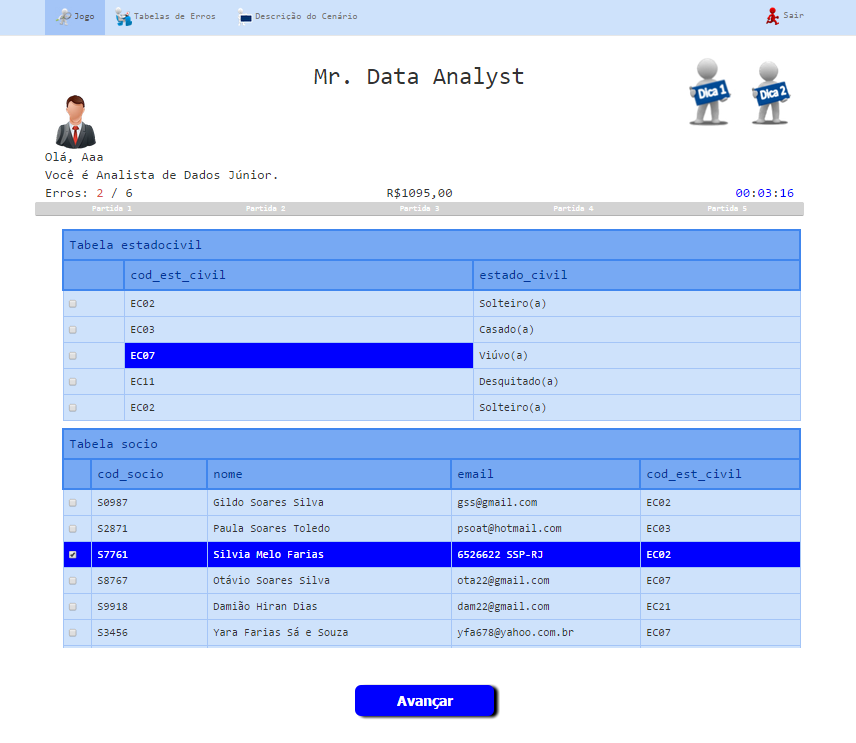 Jogo Tabelas de Erros Descrição do Cenário Sair
Mr. Data Analyst
Dica 1 Dica 2
Olá, Aaa
Você é Analista de Dados Júnior.
Erros: 2 / 6 R$1095,00 00:03:16
Partida 1 Partida 2 Partida 3 Partida 4 Partida 5
Tabela estadocivil
cod_est_civil estado_civil
EC02 Solteiro(a)
EC03 Casado(a)
EC07 Viúvo(a)
EC11 Desquitado(a)
EC02 Solteiro(a)
Tabela socio
cod_socio nome email cod_est_civil
S0987 Gildo Soares Silva gss@gmail.com EC02
S2871 Paula Soares Toledo psoat@hotmail.com EC03
S7761 Silvia Melo Farias 6526622 SSP-RJ EC02
S8767 Otávio Soares Silva ota22@gmail.com EC07
S9918 Damião Hiran Dias dam22@gmail.com EC21
S3456 Yara Farias Sá e Souza yfa678@yahoo.com.br EC07
Avançar